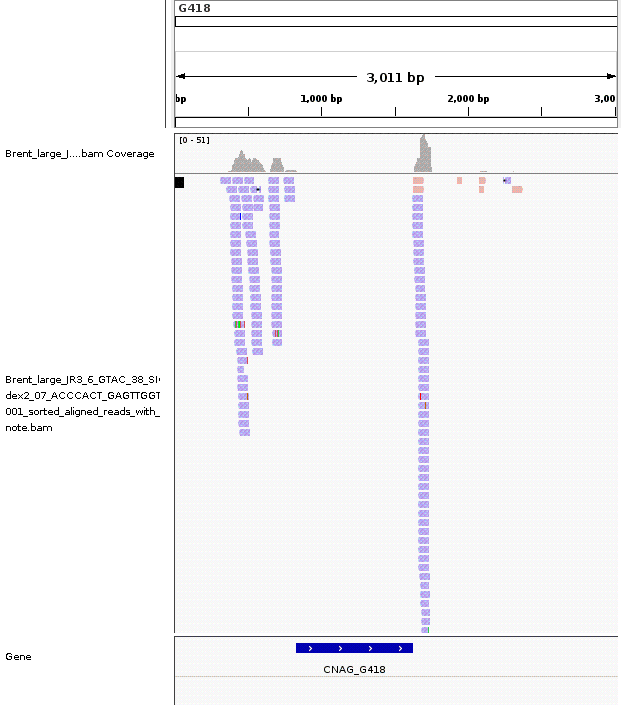 G418
3,011 bp
bp 1,000 bp 2,000 bp 3,00
[0 - 51]
Brent_large_J....bam Coverage
Brent_large_JR3_6_GTAC_38_SI
dex2_07_ACCCACT_GAGTTGGT
001_sorted_aligned_reads_with_
note.bam
Gene
CNAG_G418